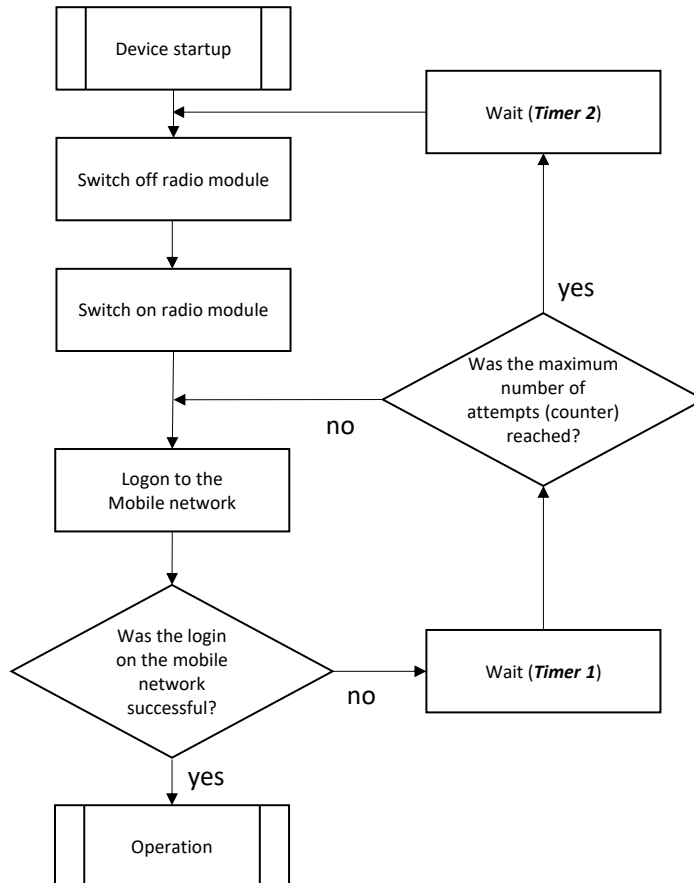 Device startup
Wait (Timer 2)
Switch off radio module
Switch on radio module
yes
Was the maximum
number of
attempts (counter)
reached?
no
Logon to the
Mobile network
Was the login
on the mobile
network
successful?
no
Wait (Timer 1)
yes
Operation